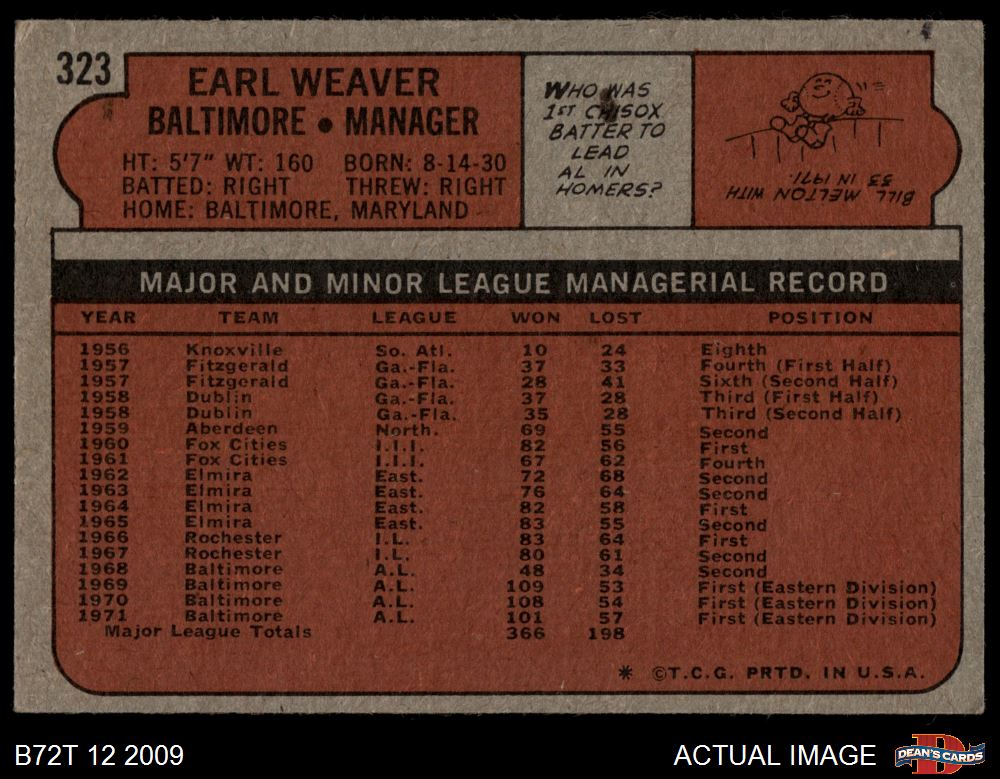 323
EARL WEAVER
BALTIMORE • MANAGER
HT: 5'7" WT: 160 BORN: 8-14-30
BATTED: RIGHT THREW: RIGHT
HOME: BALTIMORE, MARYLAND
WHO WAS
1ST CHISOX
BATTER TO
LEAD
AL IN
HOMERS?
BILL MELTON WITH
33 IN 1971.
MAJOR AND MINOR LEAGUE MANAGERIAL RECORD
YEAR TEAM LEAGUE WON LOST POSITION
1956 Knoxville So. Atl. 10 24 Eighth
1957 Fitzgerald Ga.-Fla. 37 33 Fourth (First Half)
1957 Fitzgerald Ga.-Fla. 28 41 Sixth (Second Half)
1958 Dublin Ga.-Fla. 37 28 Third (First Half)
1958 Dublin Ga.-Fla. 35 28 Third (Second Half)
1959 Aberdeen North. 69 55 Second
1960 Fox Cities I.I.I. 82 56 First
1961 Fox Cities I.I.I. 67 62 Fourth
1962 Elmira East. 72 68 Second
1963 Elmira East. 76 64 Second
1964 Elmira East. 82 58 First
1965 Elmira East. 83 55 Second
1966 Rochester I.L. 83 64 First
1967 Rochester I.L. 80 61 Second
1968 Baltimore A.L. 48 34 Second
1969 Baltimore A.L. 109 53 First (Eastern Division)
1970 Baltimore A.L. 108 54 First (Eastern Division)
1971 Baltimore A.L. 101 57 First (Eastern Division)
Major League Totals 366 198
* ©T.C.G. PRTD. IN U.S.A.
B72T 12 2009 ACTUAL IMAGE DEAN'S CARDS